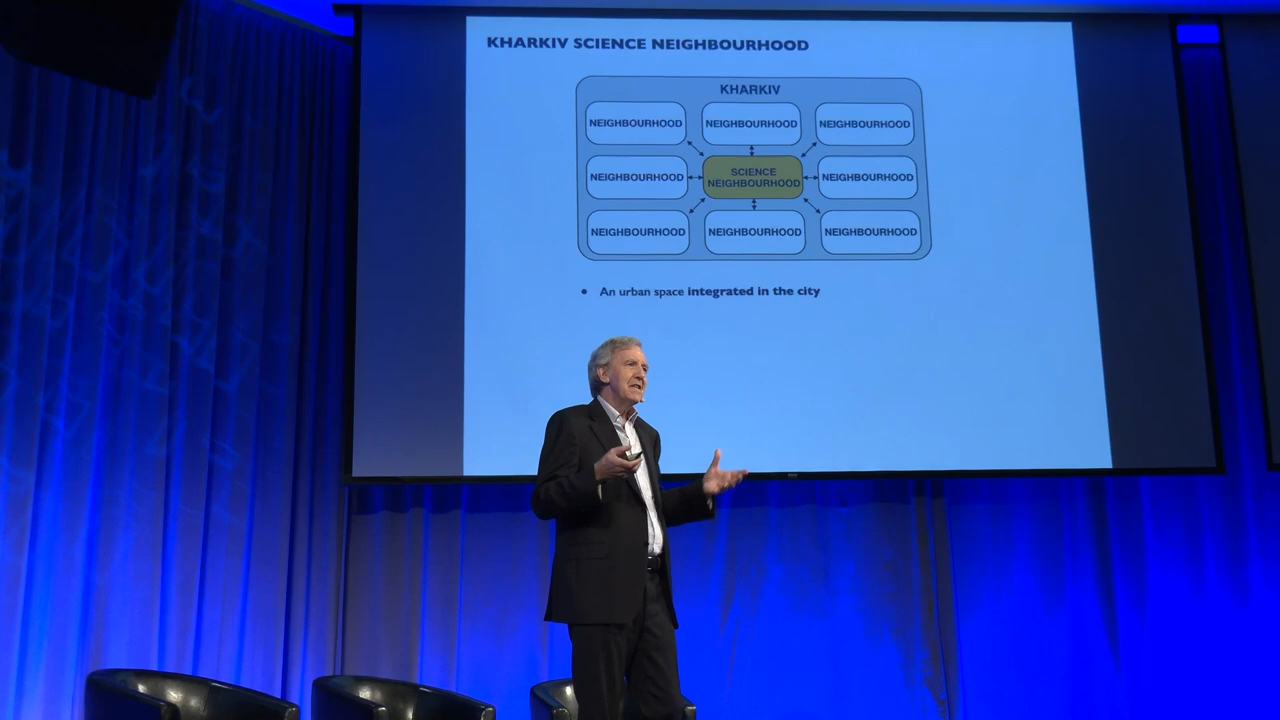 KHARKIV SCIENCE NEIGHBOURHOOD
KHARKIV
NEIGHBOURHOOD NEIGHBOURHOOD NEIGHBOURHOOD
NEIGHBOURHOOD
SCIENCE
NEIGHBOURHOOD
NEIGHBOURHOOD
NEIGHBOURHOOD NEIGHBOURHOOD NEIGHBOURHOOD
• An urban space integrated in the city